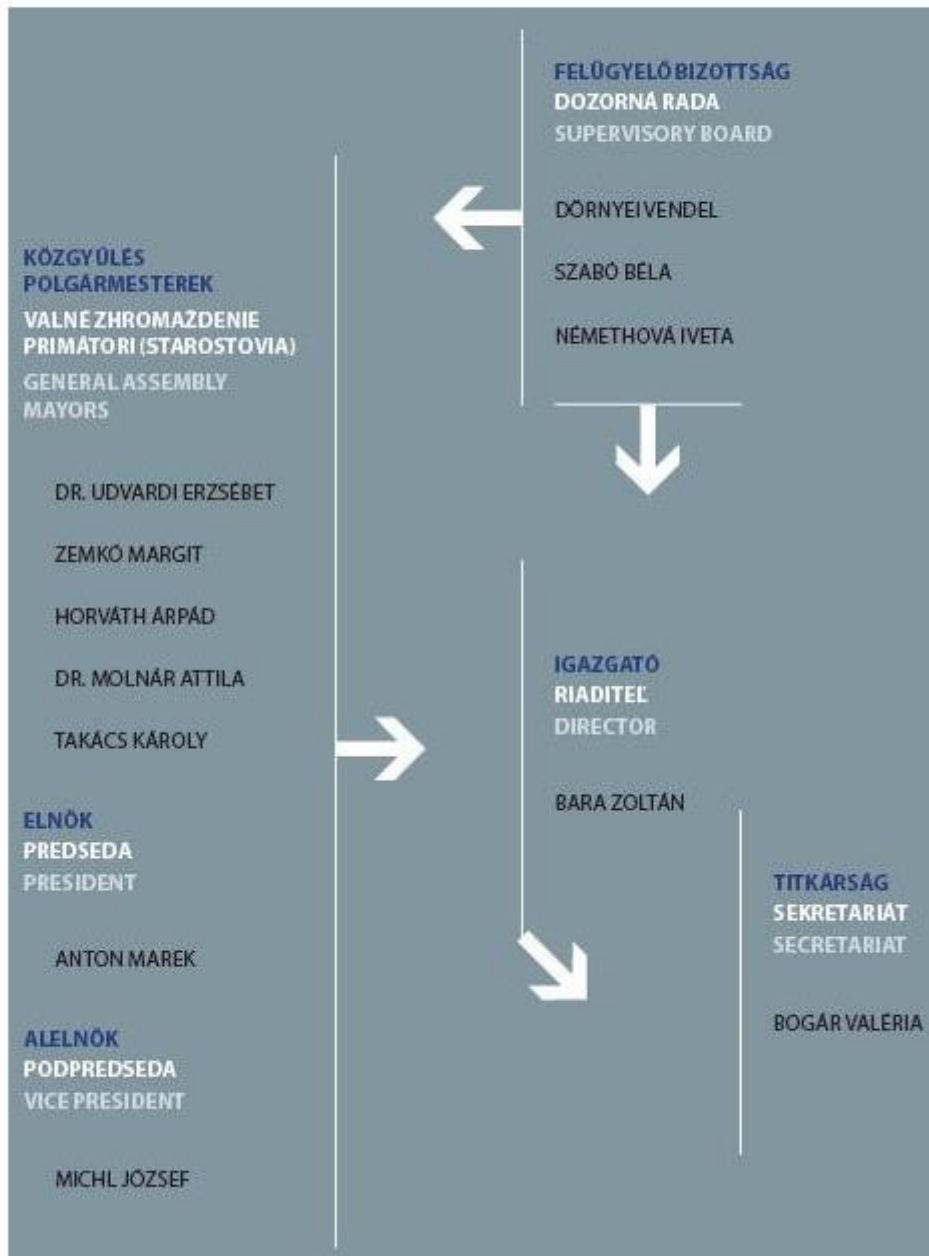 FELÜGYELŐ BIZOTTSÁG
DOZORNÁ RADA
SUPERVISORY BOARD
DÖRNYEI VENDEL
SZABÓ BÉLA
NÉMETHOVÁ IVETA
KÖZGYŰLÉS
POLGÁRMESTEREK
VALNÉ ZHROMAŽDENIE
PRIMÁTORI (STAROSTOVIA)
GENERAL ASSEMBLY
MAYORS
DR. UDVARDI ERZSÉBET
ZEMKÓ MARGIT
HORVÁTH ÁRPÁD
DR. MOLNÁR ATTILA
TAKÁCS KÁROLY
ELNÖK
PREDSEDA
PRESIDENT
ANTON MAREK
ALELNÖK
PODPREDSEDA
VICE PRESIDENT
MICHL JÓZSEF
IGAZGATÓ
RIADITEĽ
DIRECTOR
BARA ZOLTÁN
TITKÁRSÁG
SEKRETARIÁT
SECRETARIAT
BOGÁR VALÉRIA